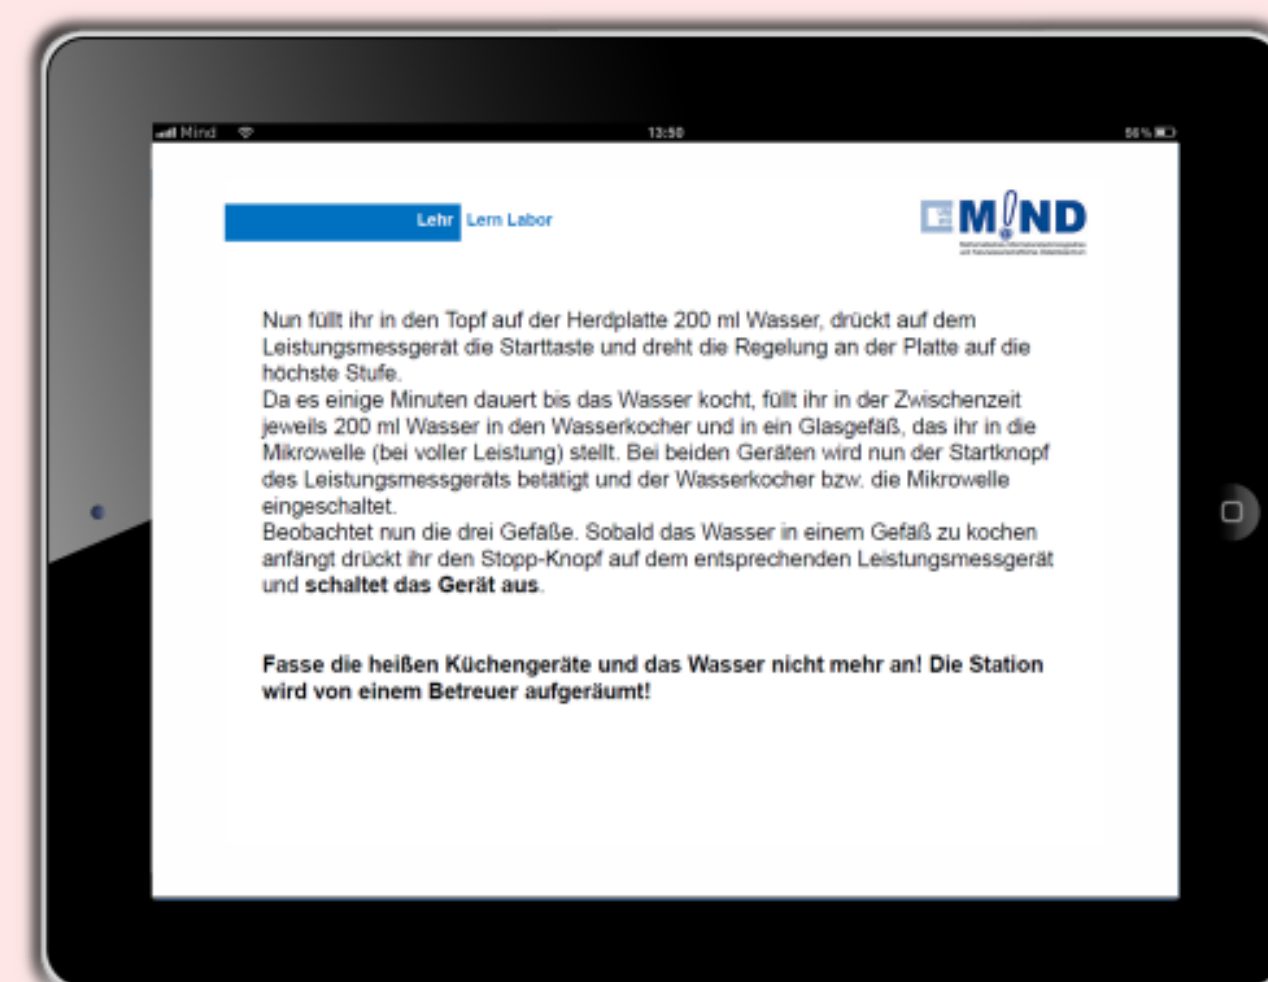 Mind
13:50
56 %
Lehr Lern Labor
M!ND
Nun füllt ihr in den Topf auf der Herdplatte 200 ml Wasser, drückt auf dem
Leistungsmessgerät die Starttaste und dreht die Regelung an der Platte auf die
höchste Stufe.
Da es einige Minuten dauert bis das Wasser kocht, füllt ihr in der Zwischenzeit
jeweils 200 ml Wasser in den Wasserkocher und in ein Glasgefäß, das ihr in die
Mikrowelle (bei voller Leistung) stellt. Bei beiden Geräten wird nun der Startknopf
des Leistungsmessgeräts betätigt und der Wasserkocher bzw. die Mikrowelle
eingeschaltet.
Beobachtet nun die drei Gefäße. Sobald das Wasser in einem Gefäß zu kochen
anfängt drückt ihr den Stopp-Knopf auf dem entsprechenden Leistungsmessgerät
und schaltet das Gerät aus.
Fasse die heißen Küchengeräte und das Wasser nicht mehr an! Die Station
wird von einem Betreuer aufgeräumt!